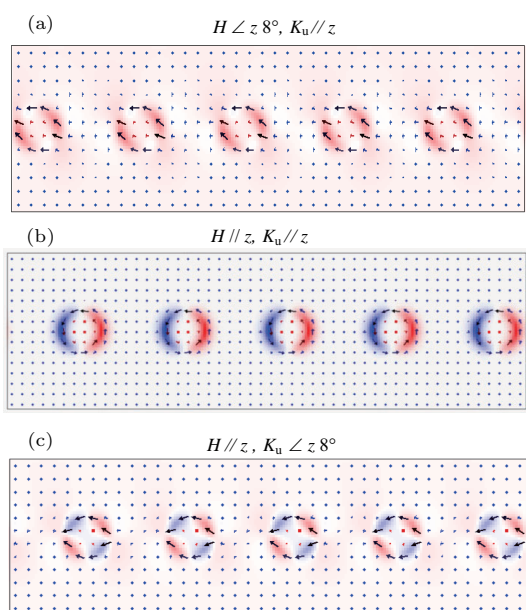 (a)
H ∠ z 8°, Ku // z
(b)
H // z, Ku // z
(c)
H // z , Ku ∠ z 8°